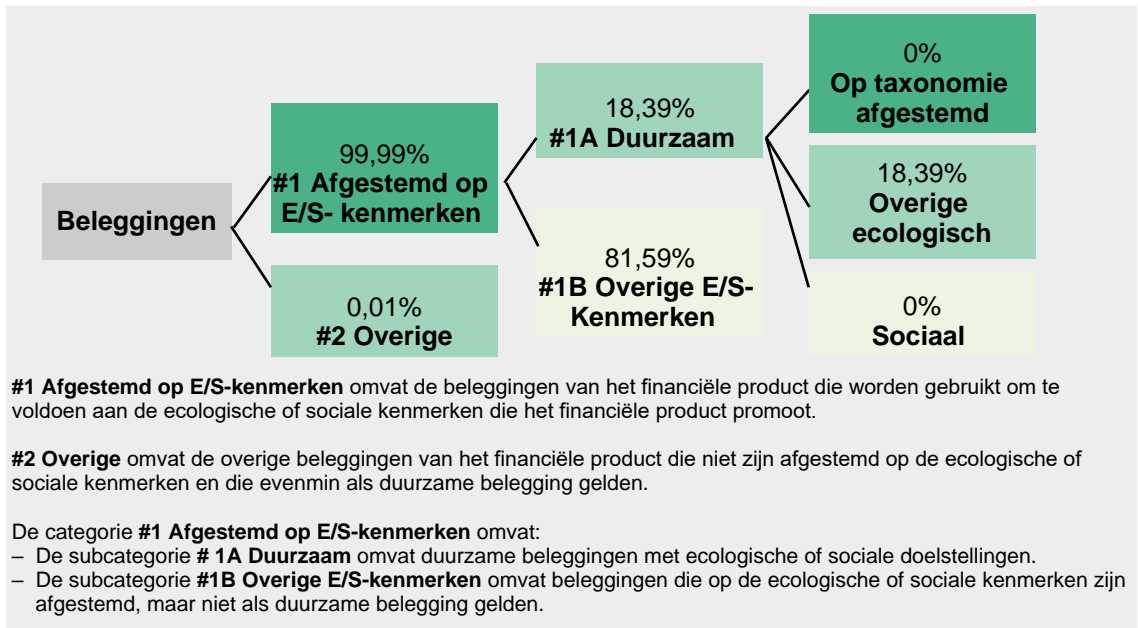 Beleggingen
99,99%
#1 Afgestemd op
E/S- kenmerken
0,01%
#2 Overige
18,39%
#1A Duurzaam
81,59%
#1B Overige E/S-
Kenmerken
0%
Op taxonomie
afgestemd
18,39%
Overige
ecologisch
0%
Sociaal
#1 Afgestemd op E/S-kenmerken omvat de beleggingen van het financiële product die worden gebruikt om te
voldoen aan de ecologische of sociale kenmerken die het financiële product promoot.
#2 Overige omvat de overige beleggingen van het financiële product die niet zijn afgestemd op de ecologische of
sociale kenmerken en die evenmin als duurzame belegging gelden.
De categorie #1 Afgestemd op E/S-kenmerken omvat:
– De subcategorie # 1A Duurzaam omvat duurzame beleggingen met ecologische of sociale doelstellingen.
– De subcategorie #1B Overige E/S-kenmerken omvat beleggingen die op de ecologische of sociale kenmerken zijn
afgestemd, maar niet als duurzame belegging gelden.